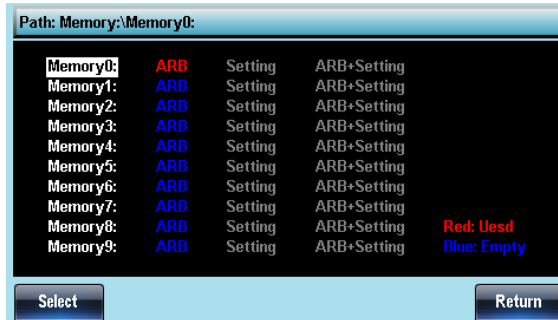 Path: Memory:\Memory0:
Memory0: ARB Setting ARB+Setting
Memory1: ARB Setting ARB+Setting
Memory2: ARB Setting ARB+Setting
Memory3: ARB Setting ARB+Setting
Memory4: ARB Setting ARB+Setting
Memory5: ARB Setting ARB+Setting
Memory6: ARB Setting ARB+Setting
Memory7: ARB Setting ARB+Setting
Memory8: ARB Setting ARB+Setting Red: Uesd
Memory9: ARB Setting ARB+Setting Blue: Empty
Select Return